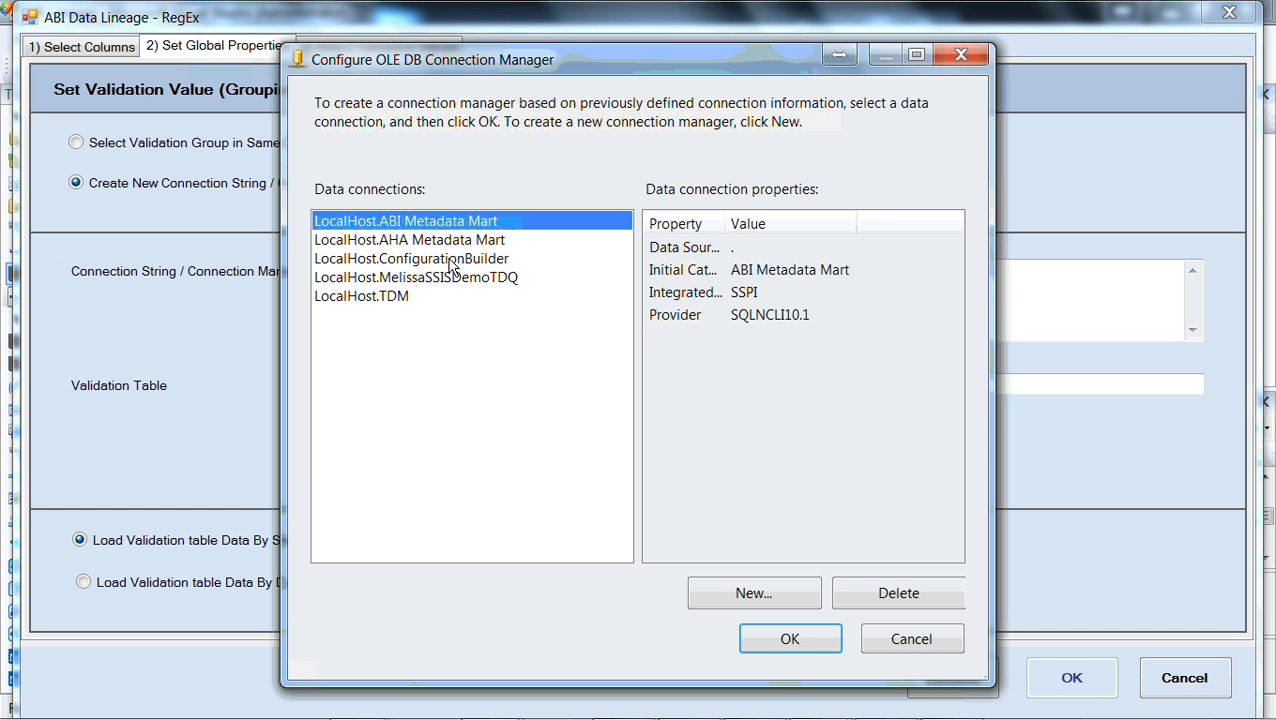 ABI Data Lineage - RegEx
1) Select Columns
2) Set Global Propertie
Configure OLE DB Connection Manager
Set Validation Value (Groupi
To create a connection manager based on previously defined connection information, select a data
connection, and then click OK. To create a new connection manager, click New.
Select Validation Group in Same
Create New Connection String /
Data connections:
Data connection properties:
LocalHost.ABI Metadata Mart
LocalHost.AHA Metadata Mart
LocalHost.ConfigurationBuilder
LocalHost.MelissaSSISDemoTDQ
LocalHost.TDM
Property Value
Data Sour... .
Initial Cat... ABI Metadata Mart
Integrated... SSPI
Provider SQLNCLI10.1
Connection String / Connection Man
Validation Table
Load Validation table Data By S
Load Validation table Data By D
New...
Delete
OK
Cancel
OK
Cancel